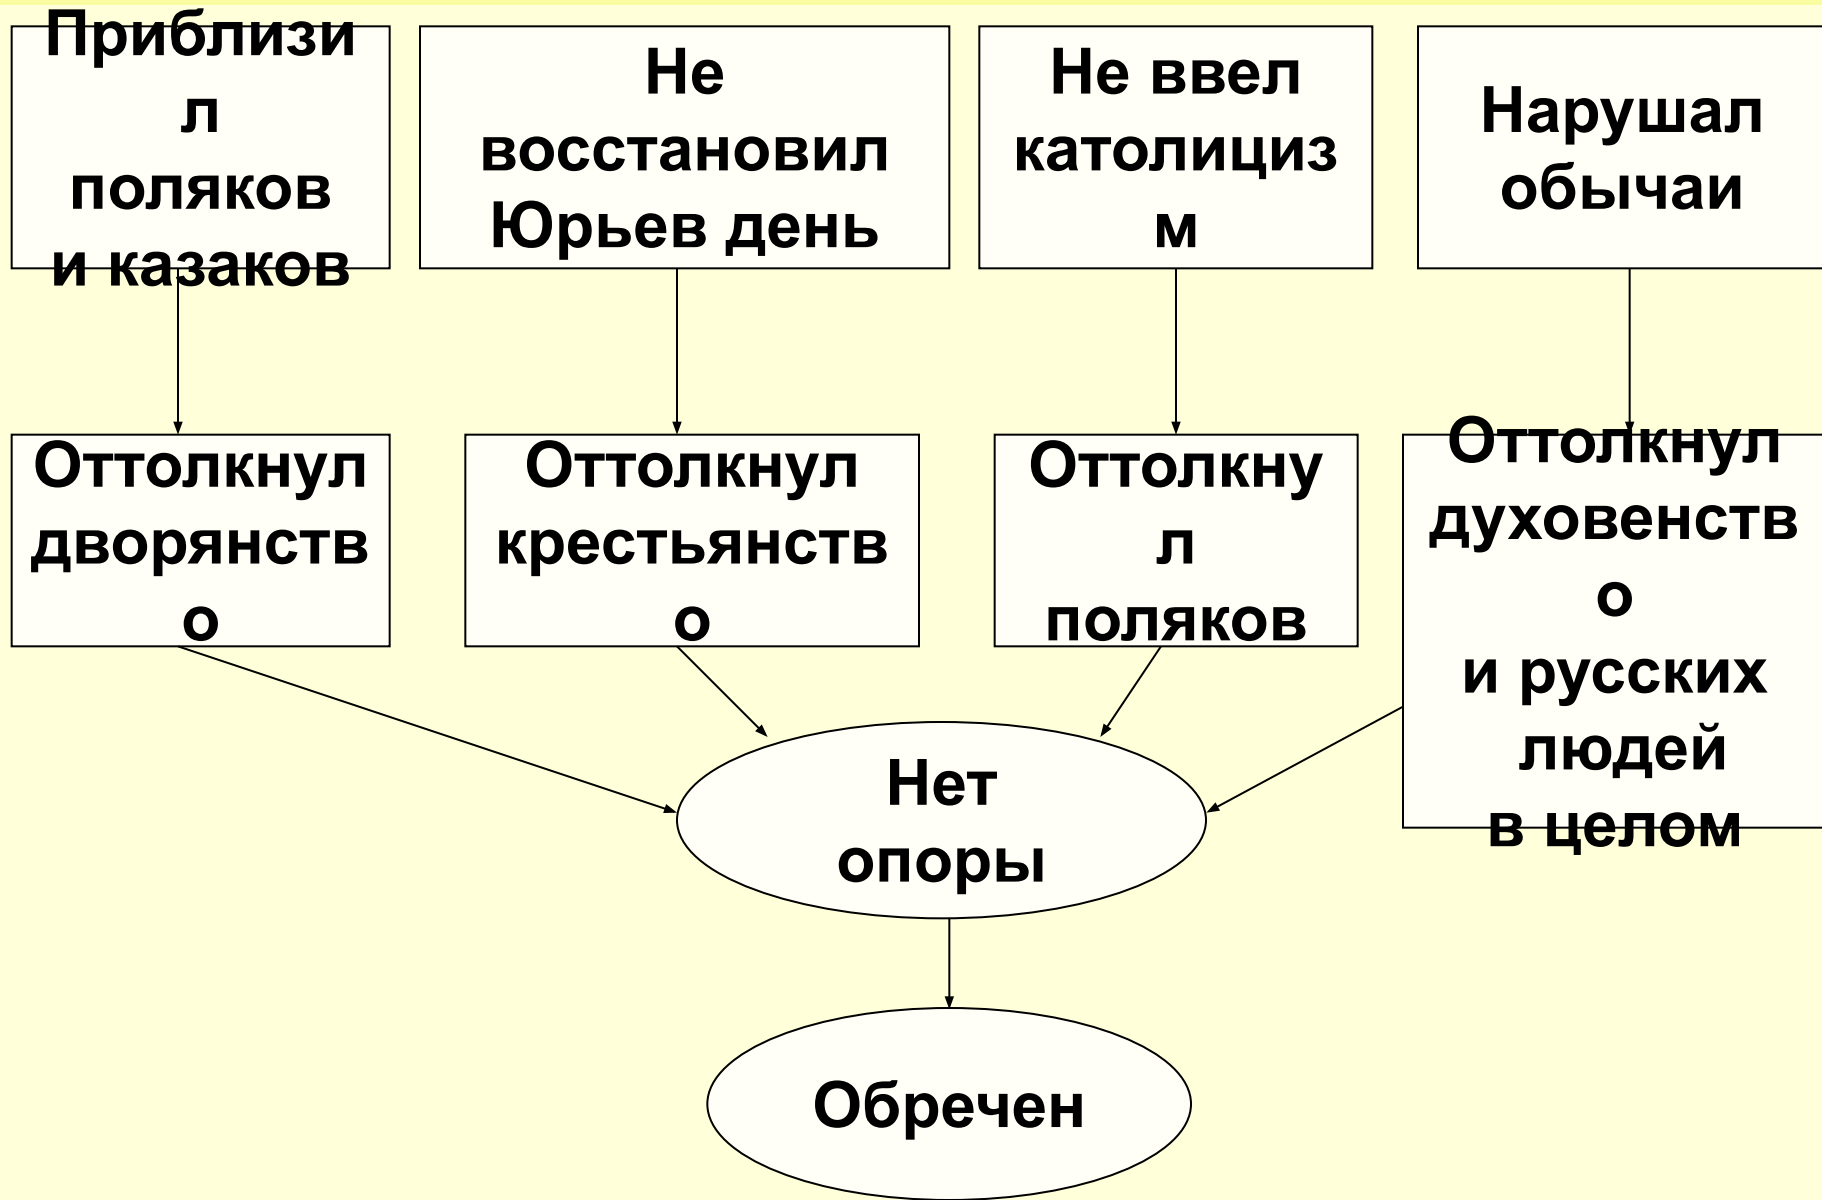 Приблизи
л
поляков
и казаков
Не
восстановил
Юрьев день
Не ввел
католициз
м
Нарушал
обычаи
Оттолкнул
дворянств
о
Оттолкнул
крестьянств
о
Оттолкну
л
поляков
Оттолкнул
духовенств
о
и русских
людей
в целом
Нет
опоры
Обречен